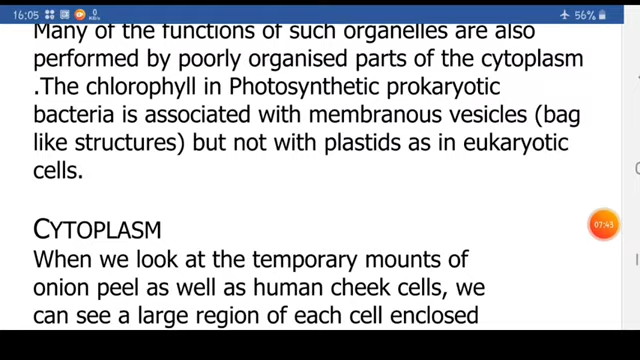 16:05 0 KB/s 56%
Many of the functions of such organelles are also
performed by poorly organised parts of the cytoplasm
.The chlorophyll in Photosynthetic prokaryotic
bacteria is associated with membranous vesicles (bag
like structures) but not with plastids as in eukaryotic
cells.
07:43
CYTOPLASM
When we look at the temporary mounts of
onion peel as well as human cheek cells, we
can see a large region of each cell enclosed